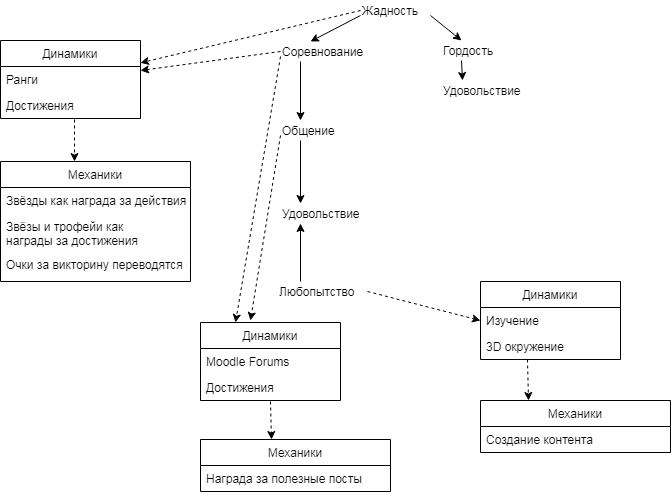 Жадность
Соревнование
Гордость
Удовольствие
Динамики
Ранги
Достижения
Общение
Механики
Звёзды как награда за действия
Звёзы и трофейи как
награды за достижения
Очки за викторину переводятся
Удовольствие
Любопытство
Динамики
Изучение
3D окружение
Динамики
Moodle Forums
Достижения
Механики
Создание контента
Механики
Награда за полезные посты